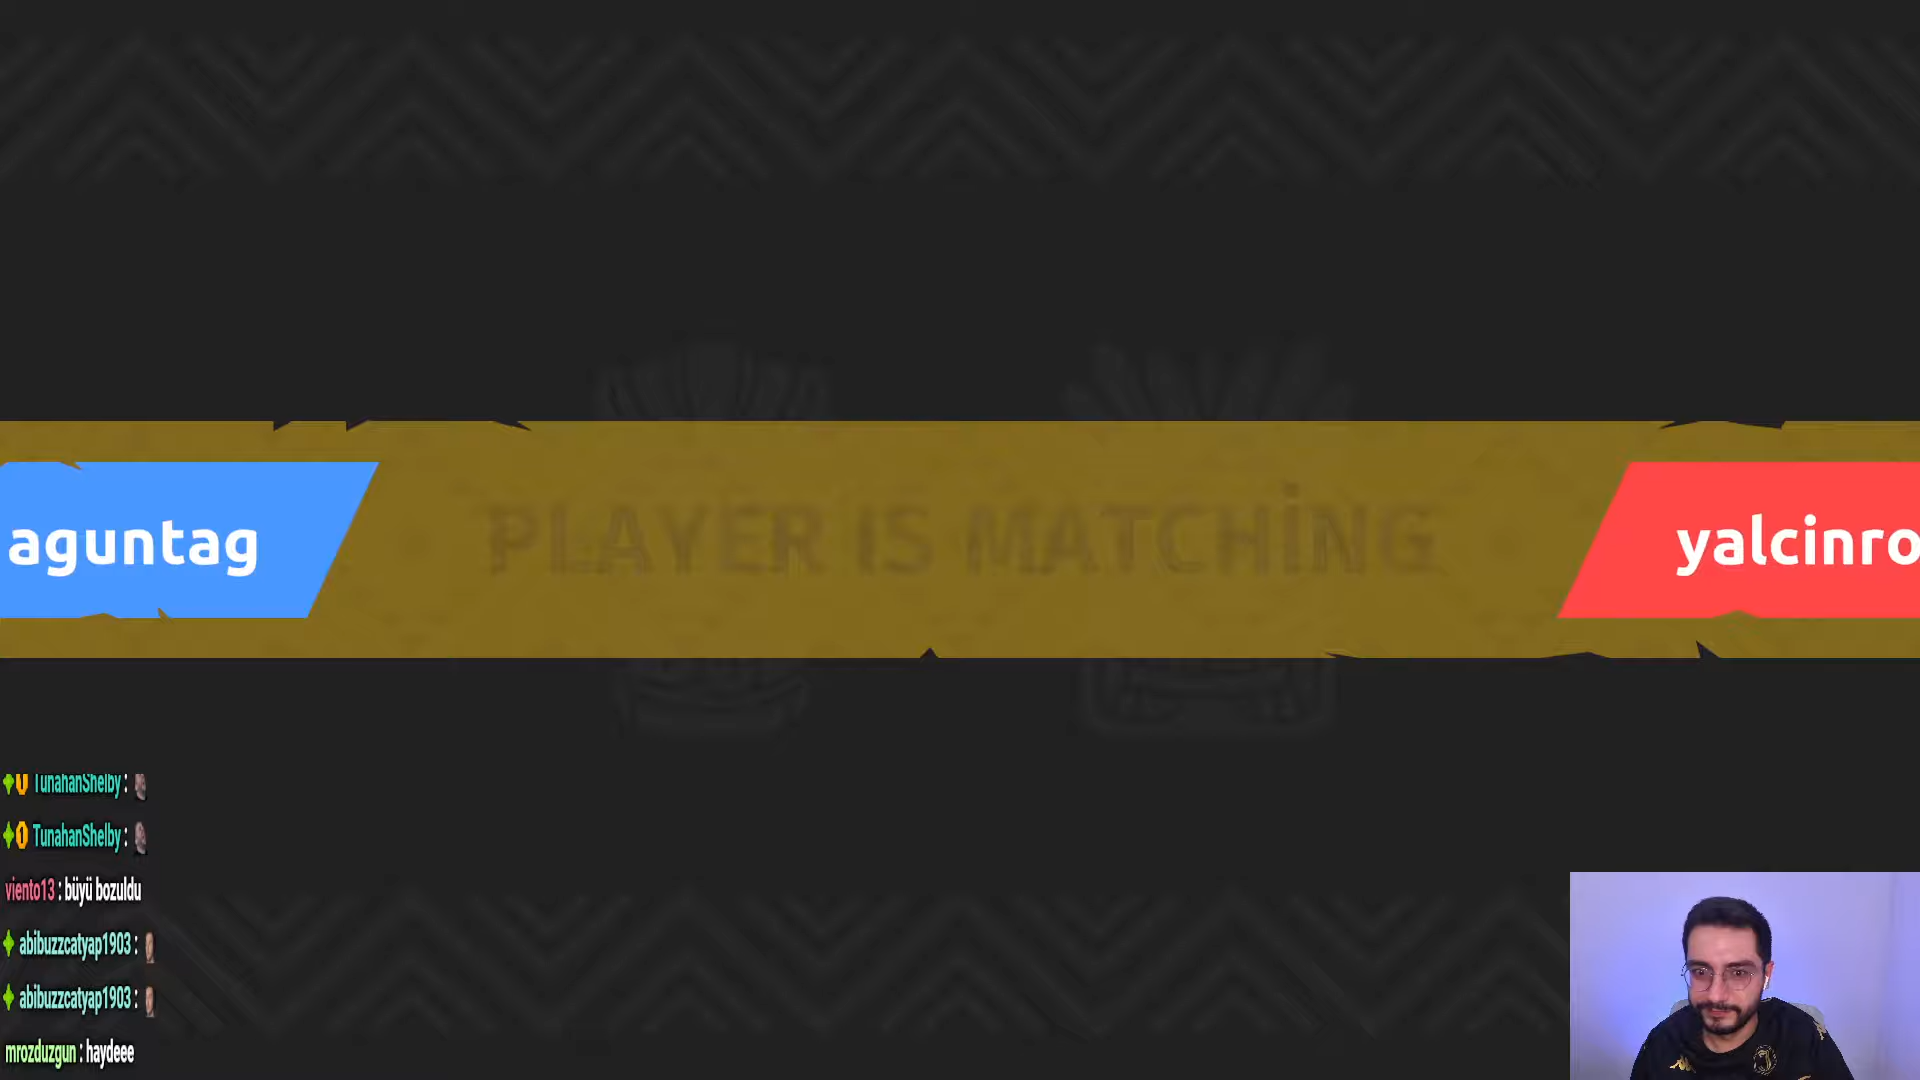 PLAYER IS MATCHİNG
aguntag
yalcinro
TunahanShelby :
TunahanShelby :
viento13 : büyü bozuldu
abibuzzcatyap1903 :
abibuzzcatyap1903 :
mrozduzgun : haydeee